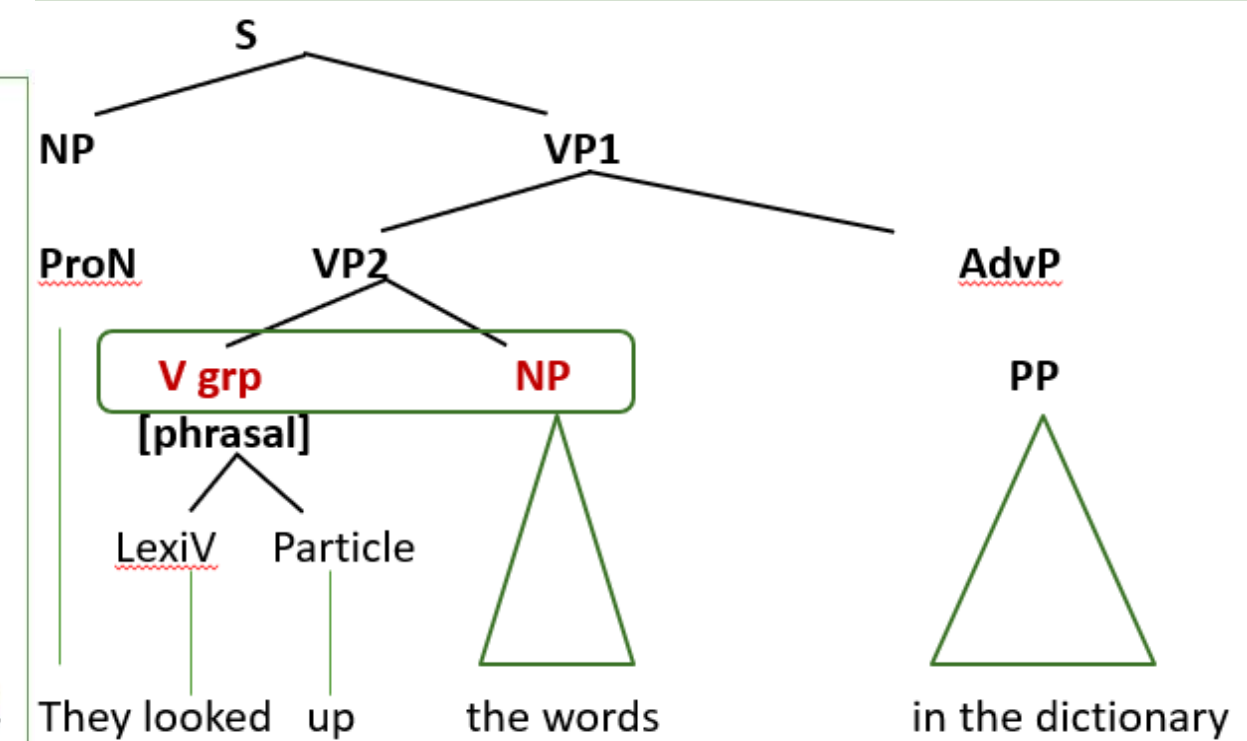 S
NP VP1
ProN VP2 AdvP
V grp NP PP
[phrasal]
LexiV Particle
They looked up the words in the dictionary